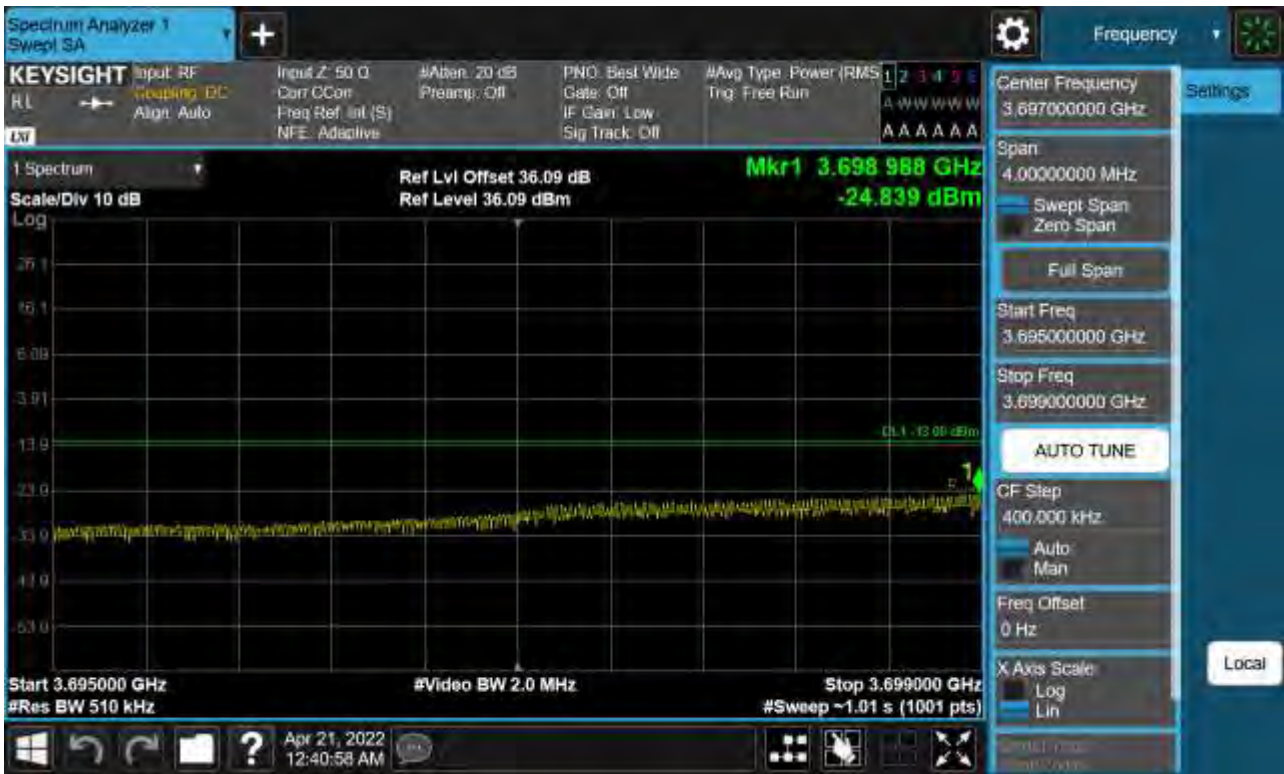 Spectrum Analyzer 1
Swept SA
Frequency
KEYSIGHT
RL
Input: RF
Coupling: DC
Align: Auto
Input Z: 50 Ω
Corr CCorr
Freq Ref: Int (S)
NFE: Adaptive
#Atten: 20 dB
Preamp: Off
PNO: Best Wide
Gate: Off
IF Gain: Low
Sig Track: Off
#Avg Type: Power (RMS
Trig: Free Run
1 2 3 4 5 6
A W W W W W
A A A A A A
LXI
1 Spectrum
Scale/Div 10 dB
Log
Ref Lvl Offset 36.09 dB
Ref Level 36.09 dBm
Mkr1 3.698 988 GHz
-24.839 dBm
26.1
16.1
6.09
-3.91
-13.9
-23.9
-33.9
-43.9
-53.9
DL1 -13.00 dBm
1
Start 3.695000 GHz
#Res BW 510 kHz
#Video BW 2.0 MHz
Stop 3.699000 GHz
#Sweep ~1.01 s (1001 pts)
Center Frequency
3.697000000 GHz
Settings
Span
4.00000000 MHz
Swept Span
Zero Span
Full Span
Start Freq
3.695000000 GHz
Stop Freq
3.699000000 GHz
AUTO TUNE
CF Step
400.000 kHz
Auto
Man
Freq Offset
0 Hz
X Axis Scale
Log
Lin
Local
?
Apr 21, 2022
12:40:58 AM